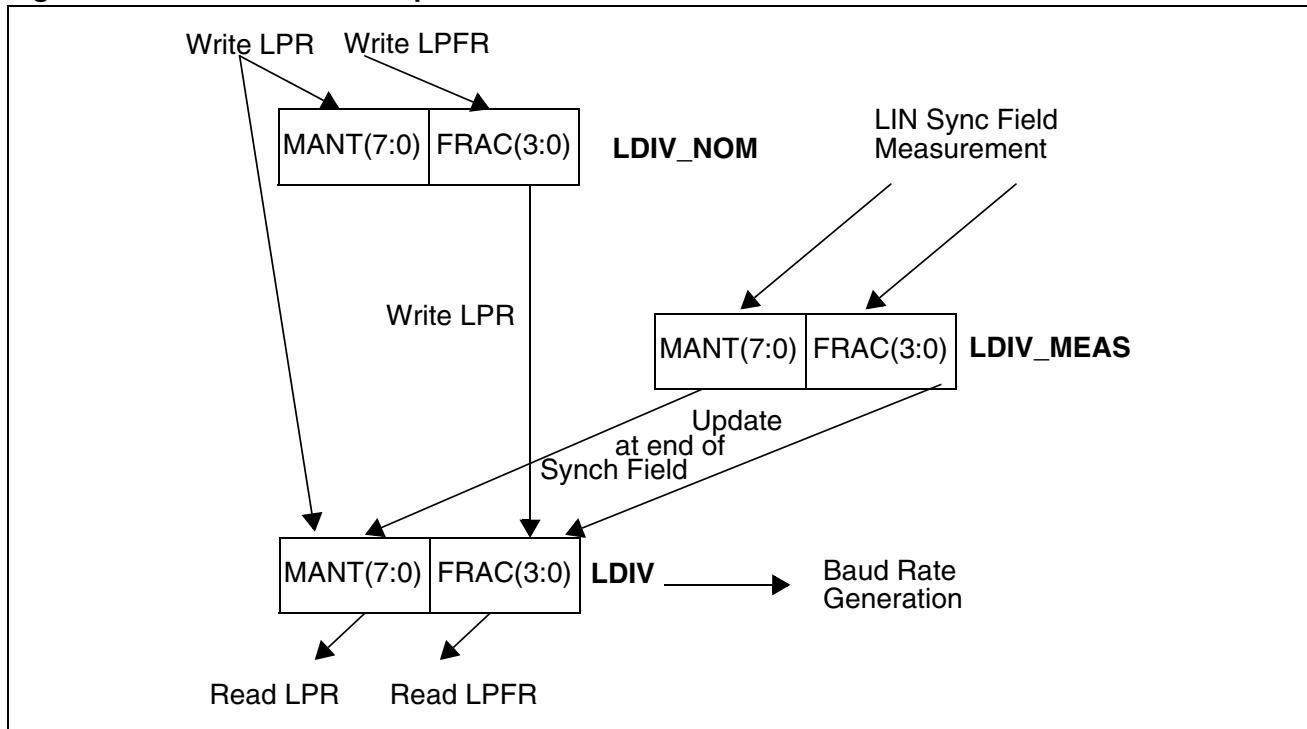 Write LPR
Write LPFR
MANT(7:0)
FRAC(3:0)
LDIV_NOM
LIN Sync Field
Measurement
Write LPR
MANT(7:0)
FRAC(3:0)
LDIV_MEAS
Update
at end of
Synch Field
MANT(7:0)
FRAC(3:0)
LDIV
Baud Rate
Generation
Read LPR
Read LPFR